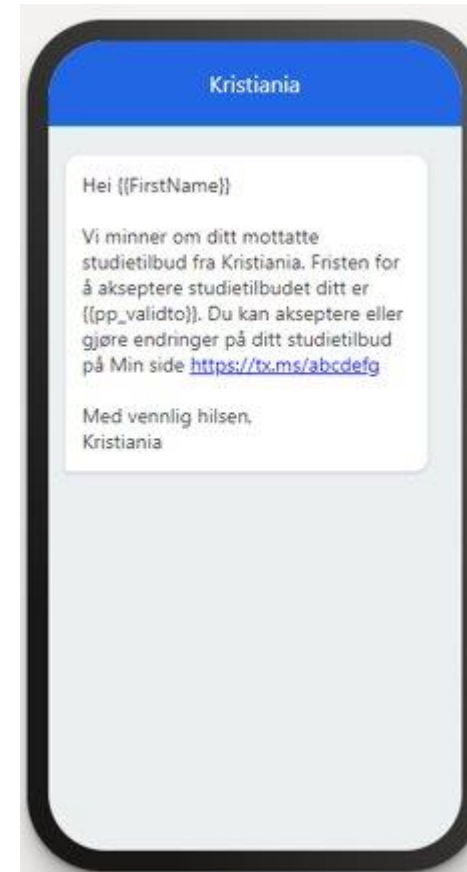 Kristiania
Hei {{FirstName}}
Vi minner om ditt mottatte
studietilbud fra Kristiania. Fristen for
å akseptere studietilbudet ditt er
{{pp_validto}}. Du kan akseptere eller
gjøre endringer på ditt studietilbud
på Min side https://tx.ms/abcdefg
Med vennlig hilsen,
Kristiania